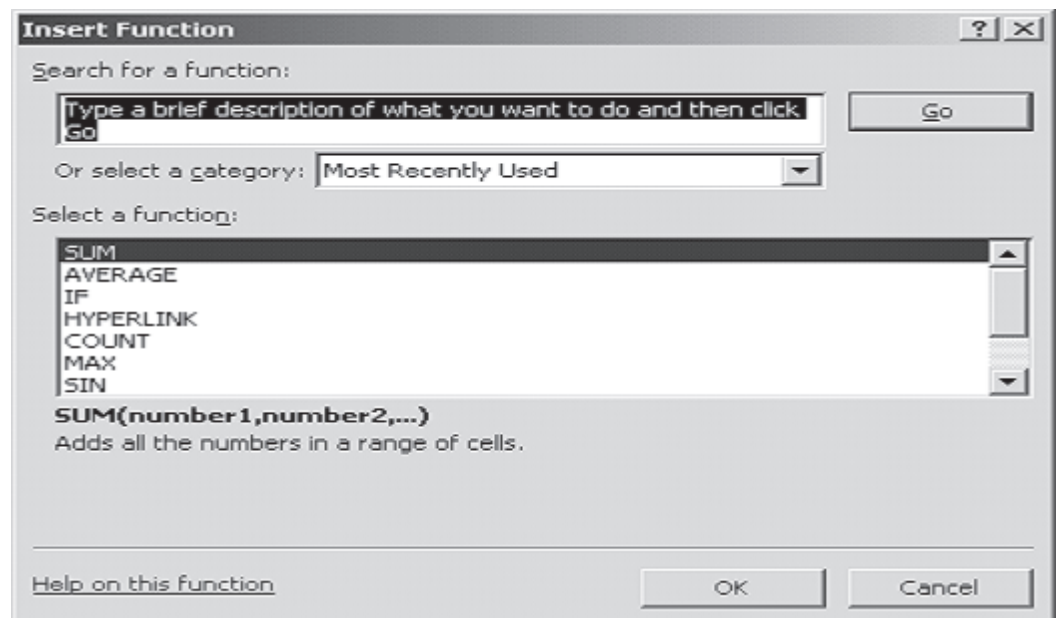 Insert Function
Search for a function:
Type a brief description of what you want to do and then click
Go
Go
Or select a category: Most Recently Used
Select a function:
SUM
AVERAGE
IF
HYPERLINK
COUNT
MAX
SIN
SUM(number1,number2,...)
Adds all the numbers in a range of cells.
Help on this function
OK
Cancel